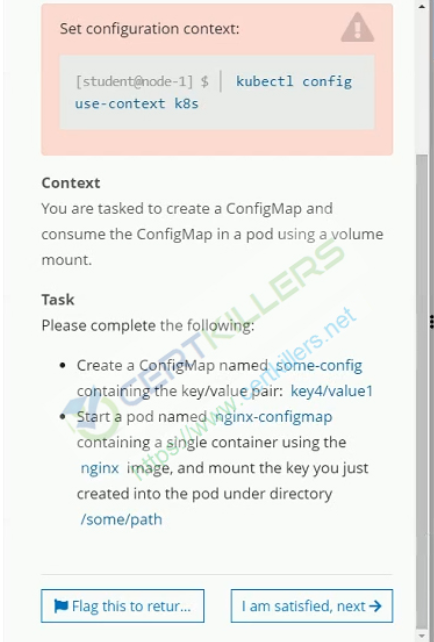 Set configuration context:
[student@node-1] $ | kubectl config
use-context k8s
Context
You are tasked to create a ConfigMap and
consume the ConfigMap in a pod using a volume
mount.
Task
Please complete the following:
Create a ConfigMap named some-config
containing the key/value pair: key4/value1
Start a pod named nginx-configmap
containing a single container using the
nginx image, and mount the key you just
created into the pod under directory
/some/path
CERTKILLERS
https://www.certkillers.net
Flag this to retur...
I am satisfied, next →